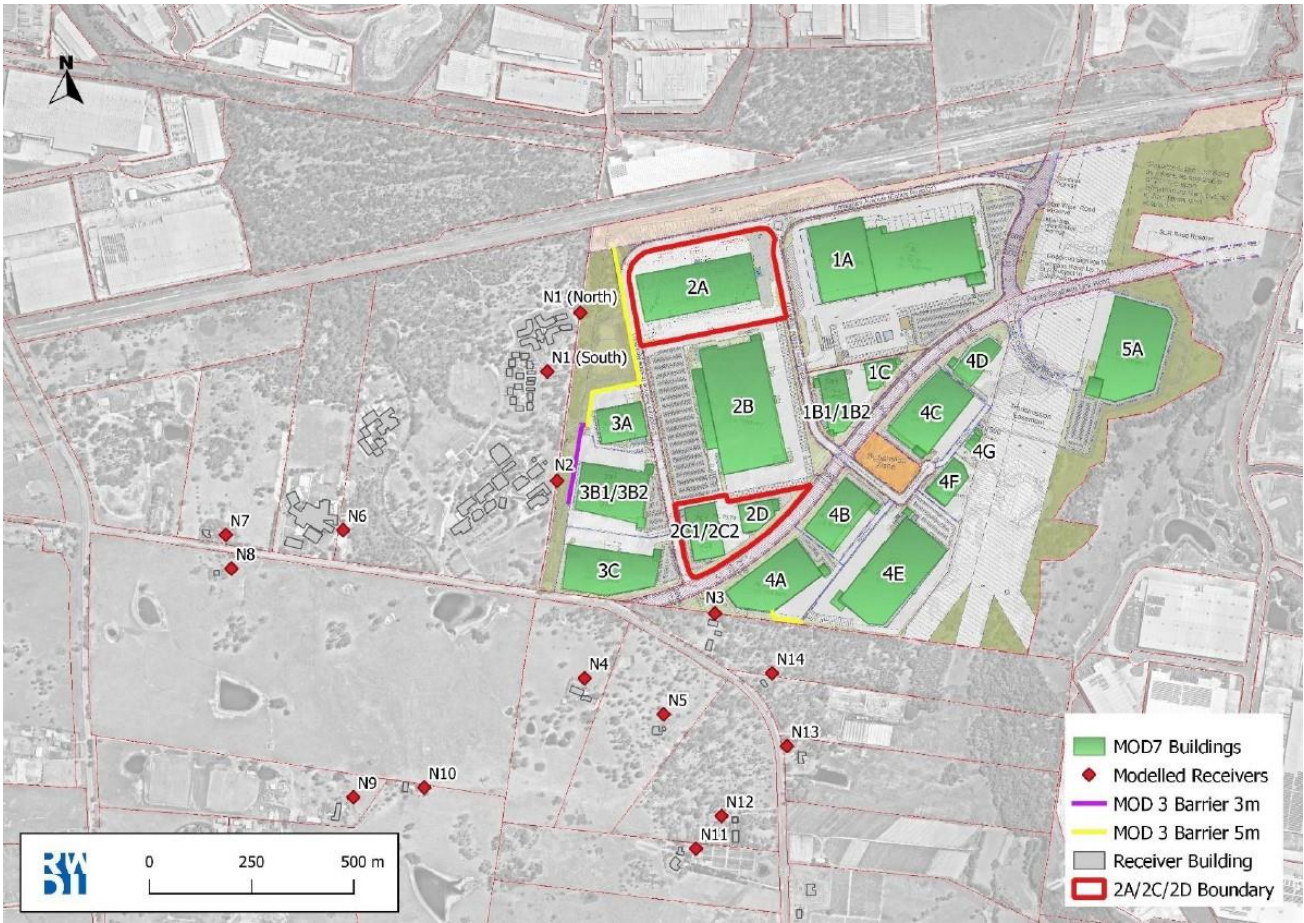 N
1A
2A
N1 (North)
N1 (South)
5A
4D
1C
2B
1B1/1B2
4C
3A
4G
N2
3B1/3B2
4F
2D
2C1/2C2
4B
N7
N6
N8
3C
4A
4E
N3
N4
N14
N5
N13
N9
N10
N12
N11
MOD7 Buildings
Modelled Receivers
MOD 3 Barrier 3m
MOD 3 Barrier 5m
Receiver Building
2A/2C/2D Boundary
RW
DI
0 250 500 m